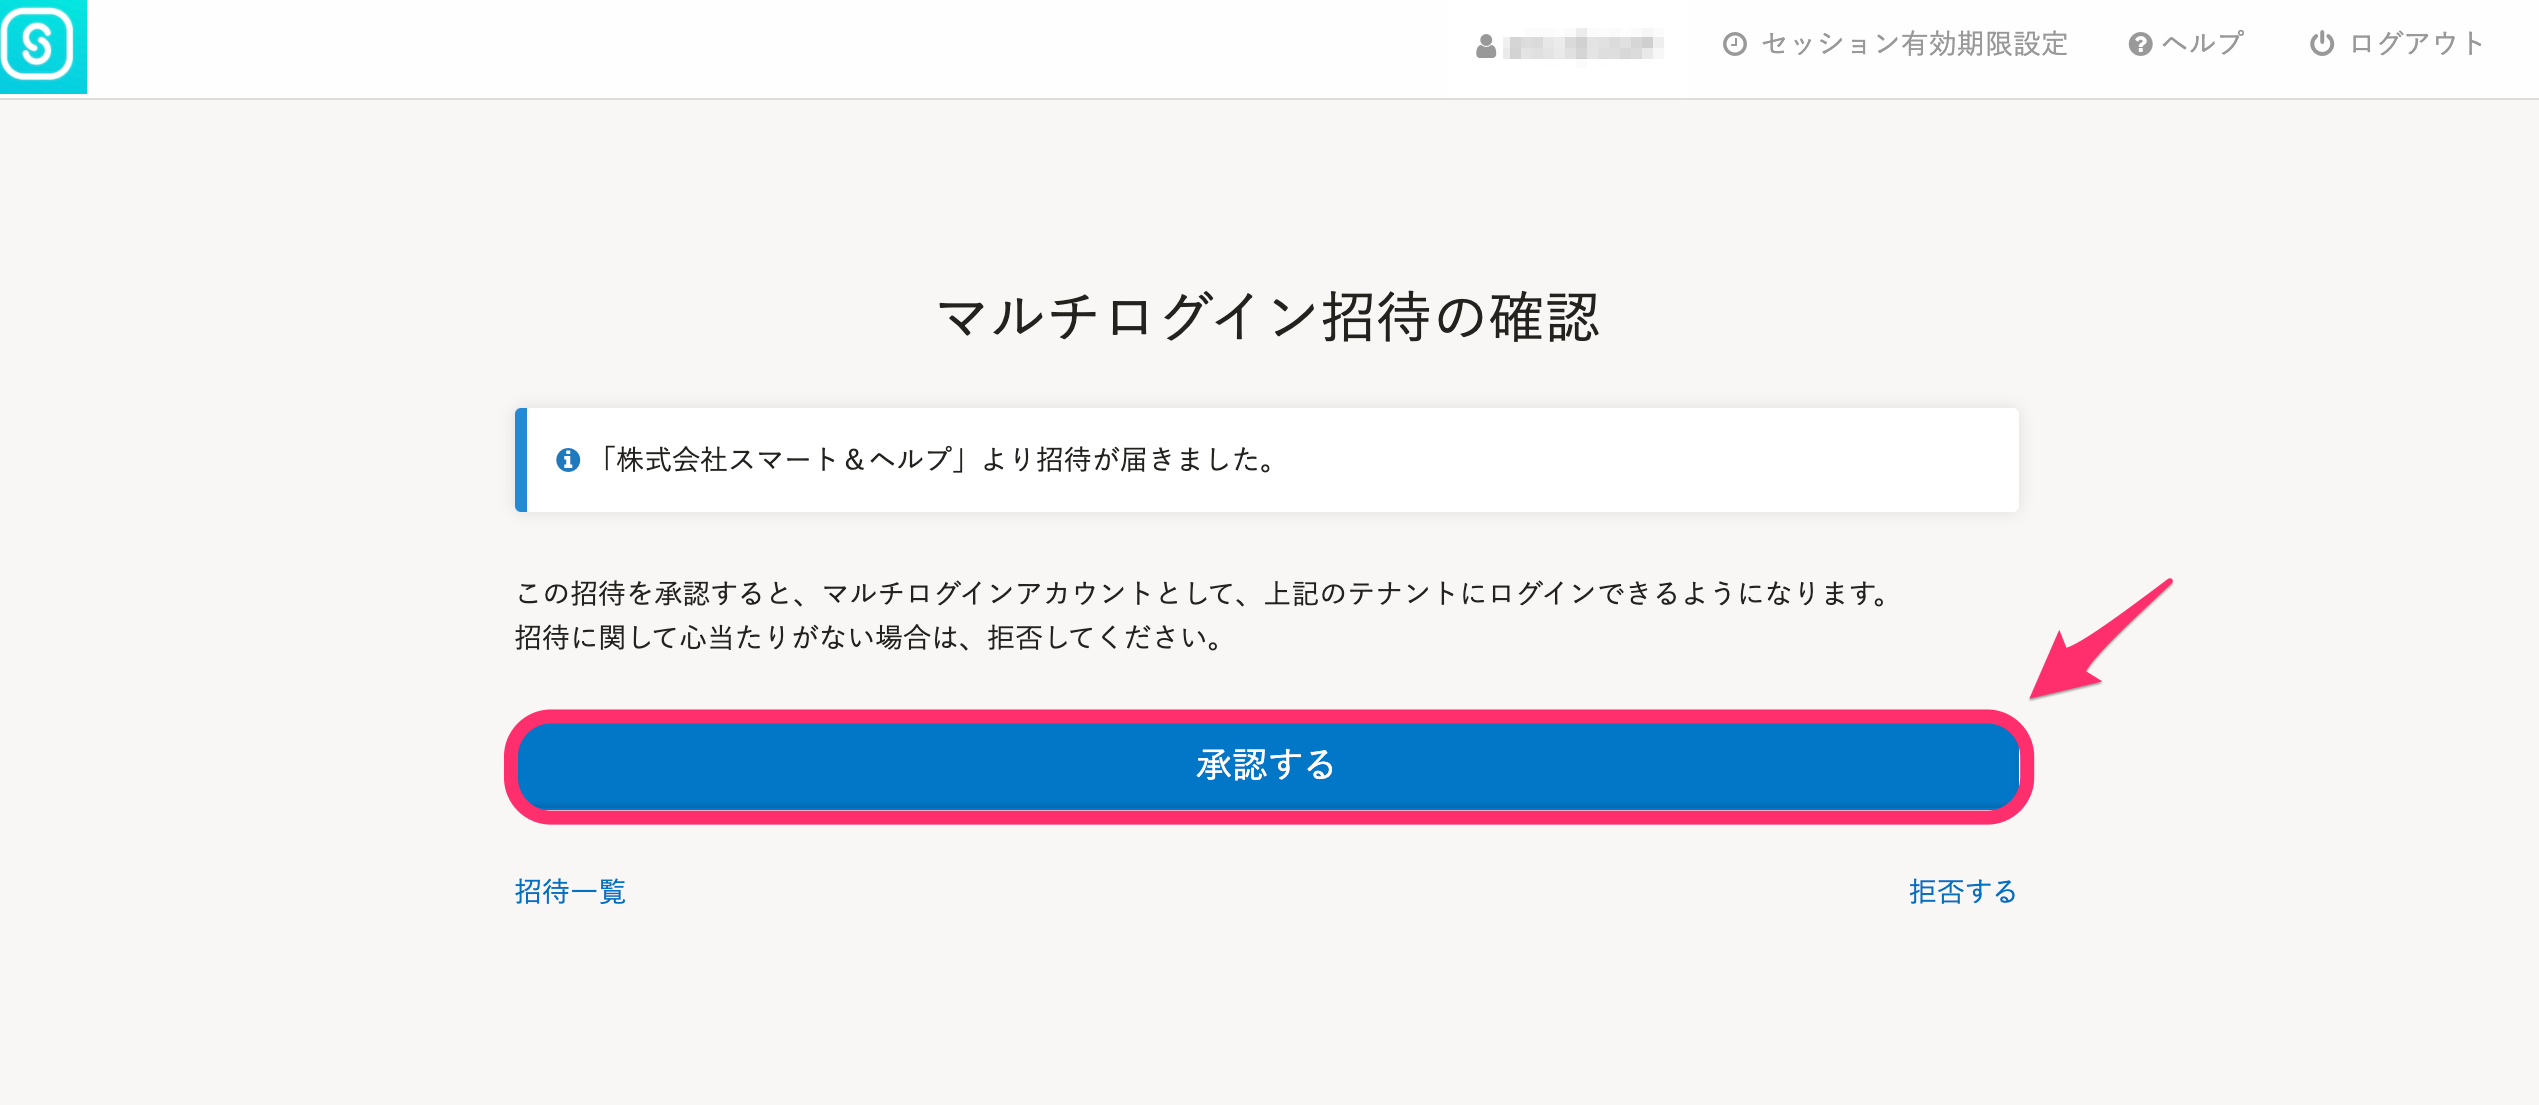 セッション有効期限設定 ヘルプ ログアウト
マルチログイン招待の確認
「株式会社スマート＆ヘルプ」より招待が届きました。
この招待を承認すると、マルチログインアカウントとして、上記のテナントにログインできるようになります。
招待に関して心当たりがない場合は、拒否してください。
承認する
招待一覧 拒否する